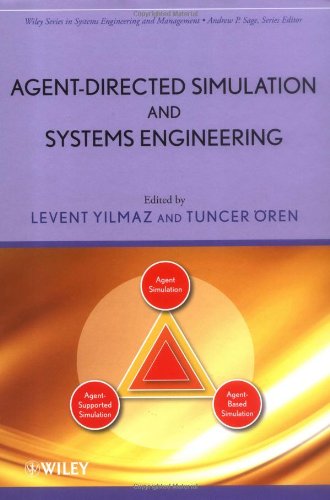 Wiley Series in Systems Engineering and Management • Andrew P. Sage, Series Editor
AGENT-DIRECTED SIMULATION
AND
SYSTEMS ENGINEERING
Edited by
LEVENT YILMAZ AND TUNCER ÖREN
Agent
Simulation
Agent-
Supported
Simulation
Agent-
Based
Simulation
WILEY